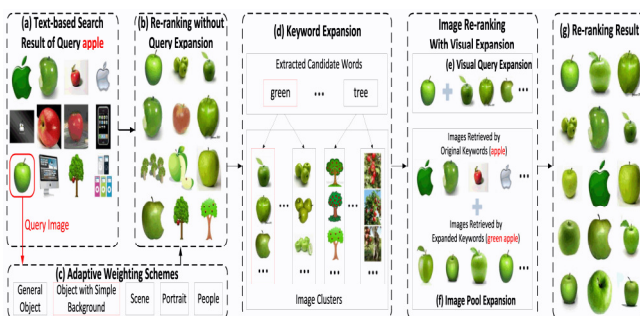 (a) Text-based Search
Result of Query apple
Query Image
(b) Re-ranking without
Query Expansion
(c) Adaptive Weighting Schemes
General
Object
Object with Simple
Background
Scene
Portrait
People
(d) Keyword Expansion
Extracted Candidate Words
green
•••
tree
•••
•••
•••
•••
•••
•••
Image Clusters
Image Re-ranking
With Visual Expansion
(e) Visual Query Expansion
•••
Images Retrieved by
Original Keywords (apple)
•••
Images Retrieved by
Expanded Keywords (green apple)
•••
(f) Image Pool Expansion
(g) Re-ranking Result